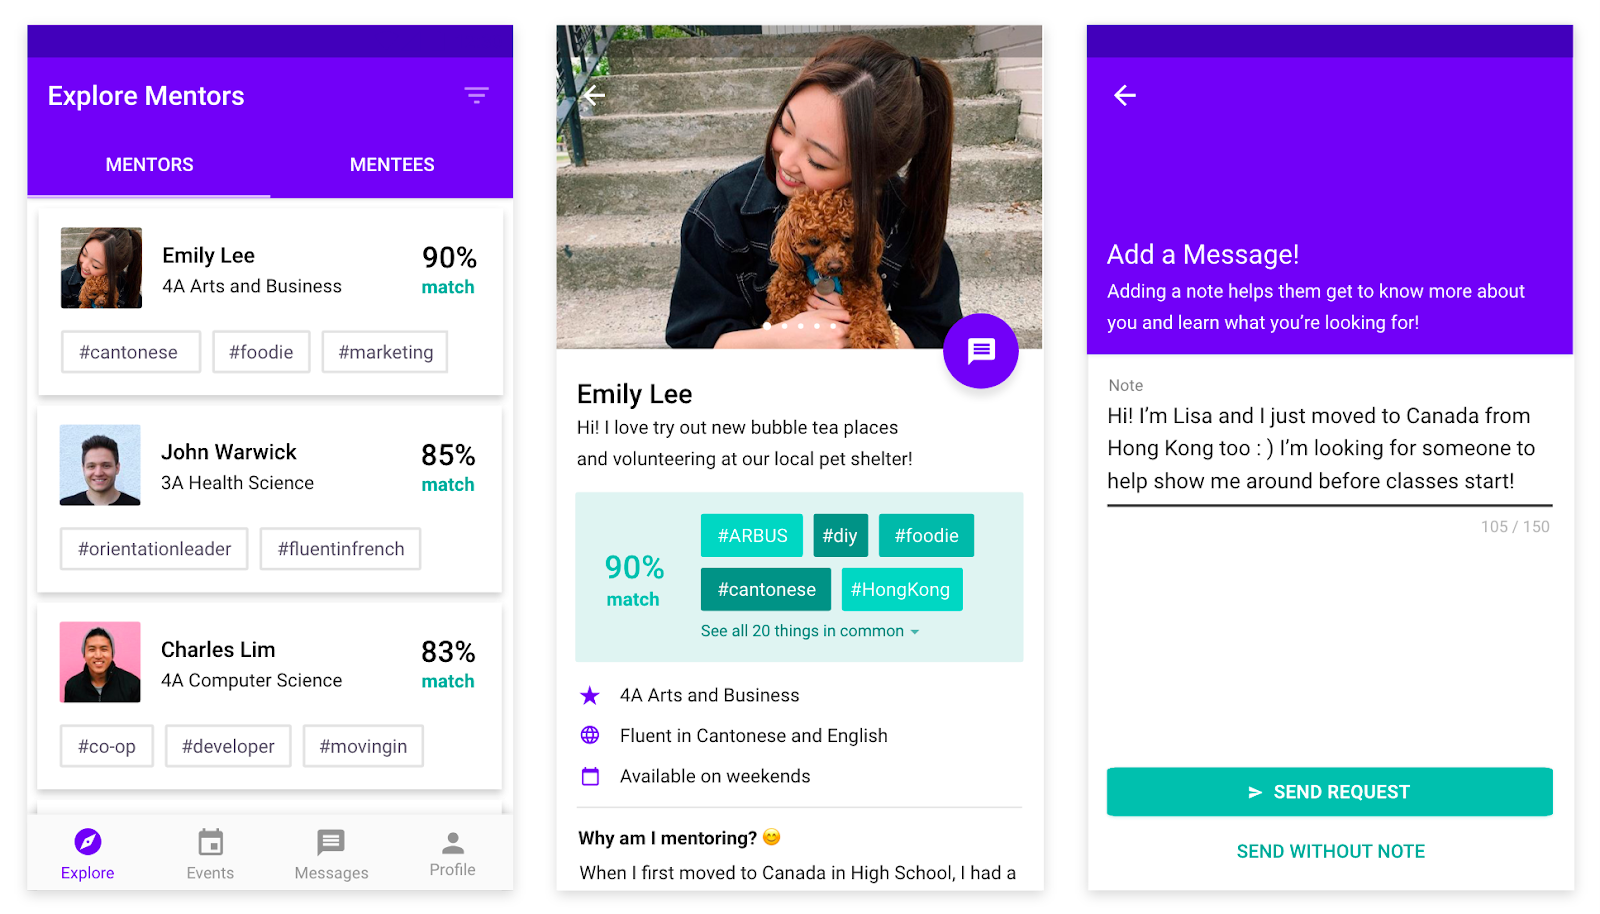 Explore Mentors
MENTORS
MENTEES
Emily Lee
4A Arts and Business
90%
match
#cantonese
#foodie
#marketing
John Warwick
3A Health Science
85%
match
#orientationleader
#fluentinfrench
Charles Lim
4A Computer Science
83%
match
#co-op
#developer
#movingin
Explore
Events
Messages
Profile
Emily Lee
Hi! I love try out new bubble tea places
and volunteering at our local pet shelter!
90%
match
#ARBUS
#diy
#foodie
#cantonese
#HongKong
See all 20 things in common
4A Arts and Business
Fluent in Cantonese and English
Available on weekends
Why am I mentoring? 😊
When I first moved to Canada in High School, I had a
Add a Message!
Adding a note helps them get to know more about
you and learn what you’re looking for!
Note
Hi! I’m Lisa and I just moved to Canada from
Hong Kong too : ) I’m looking for someone to
help show me around before classes start!
105 / 150
SEND REQUEST
SEND WITHOUT NOTE